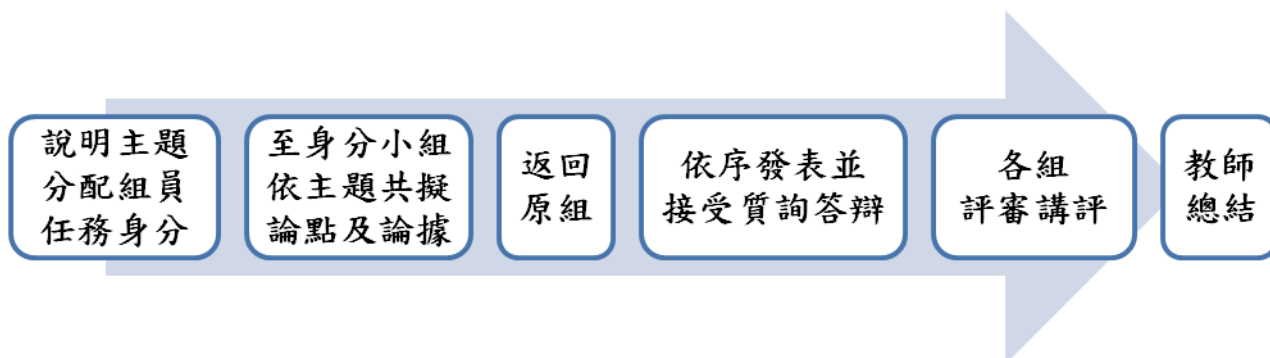 說明主題
分配組員
任務身分
至身分小組
依主題共擬
論點及論據
返回
原組
依序發表並
接受質詢答辯
各組
評審講評
教師
總結